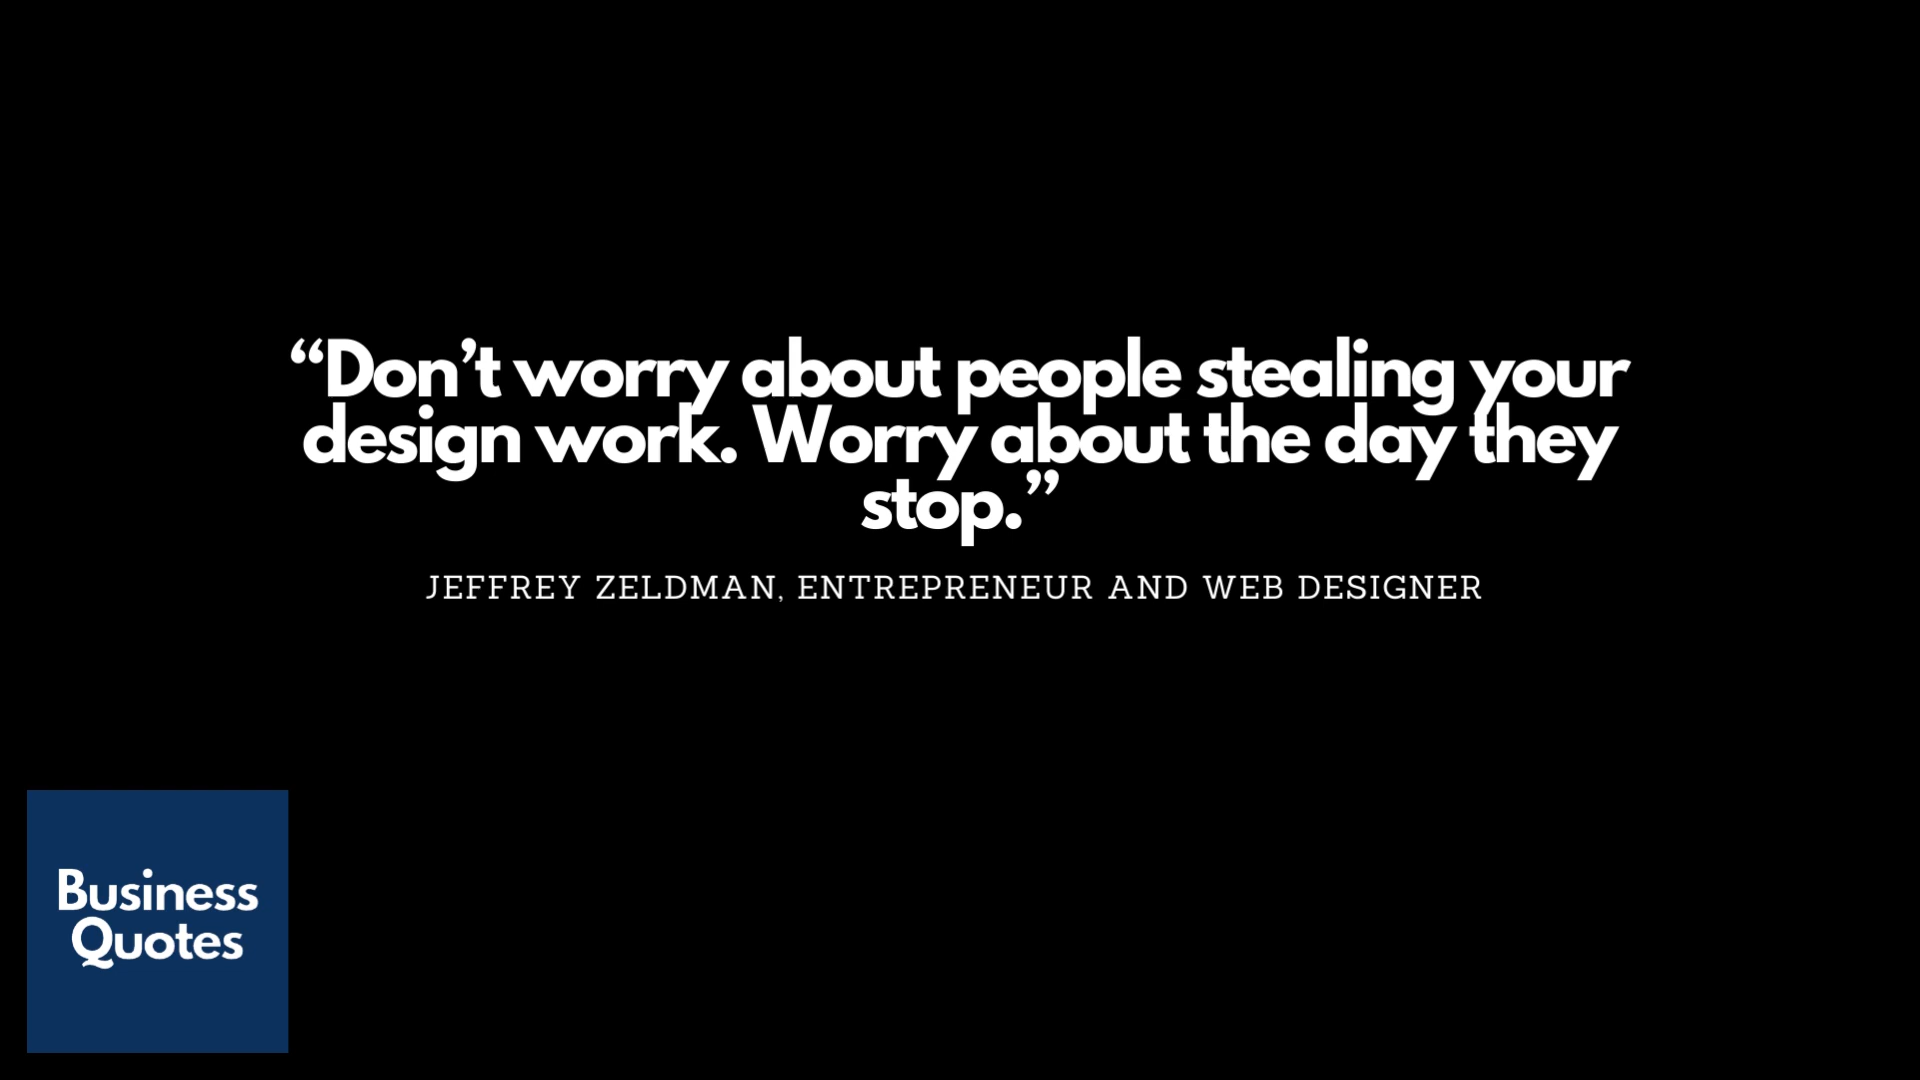 “Don’t worry about people stealing your
design work. Worry about the day they
stop.”
JEFFREY ZELDMAN, ENTREPRENEUR AND WEB DESIGNER
Business
Quotes